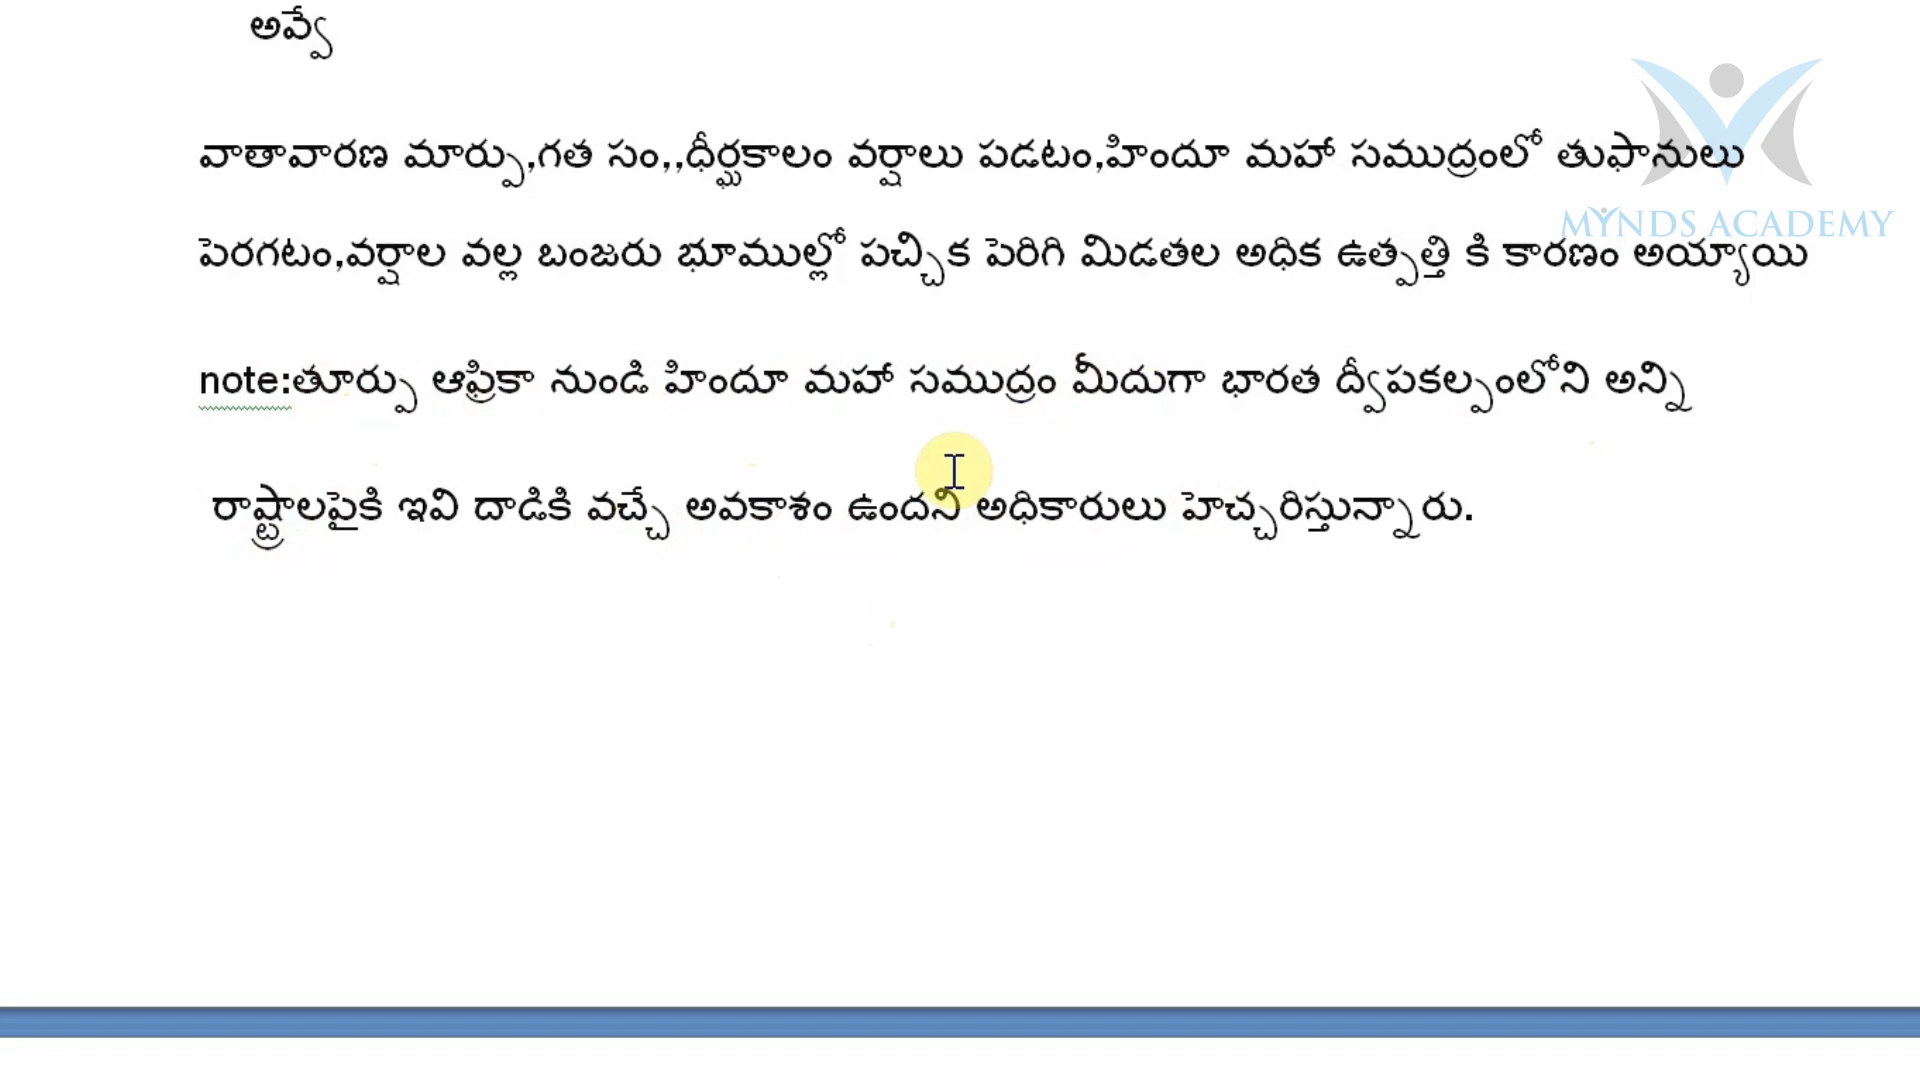 అవ్వే
వాతావారణ మార్పు,గత సం,,ధీర్ఘకాలం వర్షాలు పడటం,హిందూ మహా సముద్రంలో తుఫానులు
MYNDS ACADEMY
పెరగటం,వర్షాల వల్ల బంజరు భూముల్లో పచ్చిక పెరిగి మిడతల అధిక ఉత్పత్తి కి కారణం అయ్యాయి
note:తూర్పు ఆఫ్రికా నుండి హిందూ మహా సముద్రం మీదుగా భారత ద్వీపకల్పంలోని అన్ని
రాష్ట్రాలపైకి ఇవి దాడికి వచ్చే అవకాశం ఉందని అధికారులు హెచ్చరిస్తున్నారు.